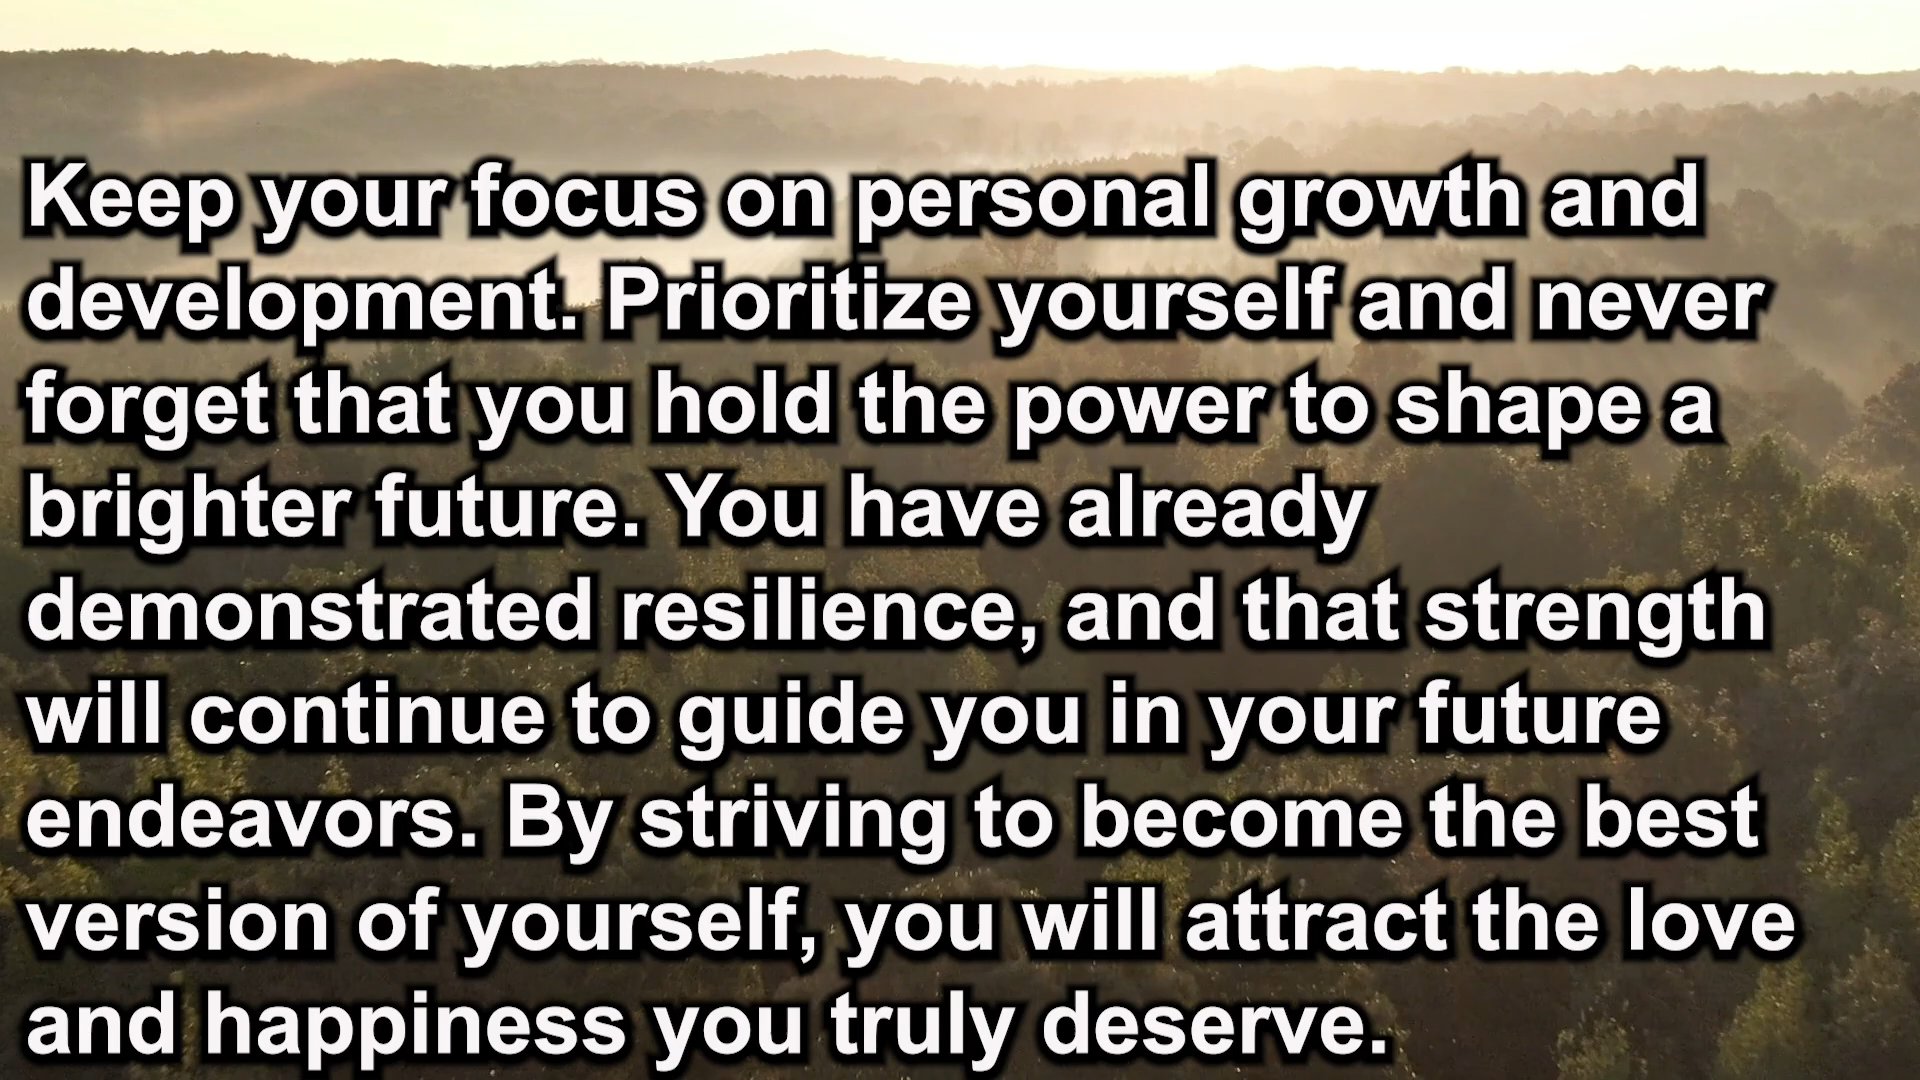 Keep your focus on personal growth and
development. Prioritize yourself and never
forget that you hold the power to shape a
brighter future. You have already
demonstrated resilience, and that strength
will continue to guide you in your future
endeavors. By striving to become the best
version of yourself, you will attract the love
and happiness you truly deserve.